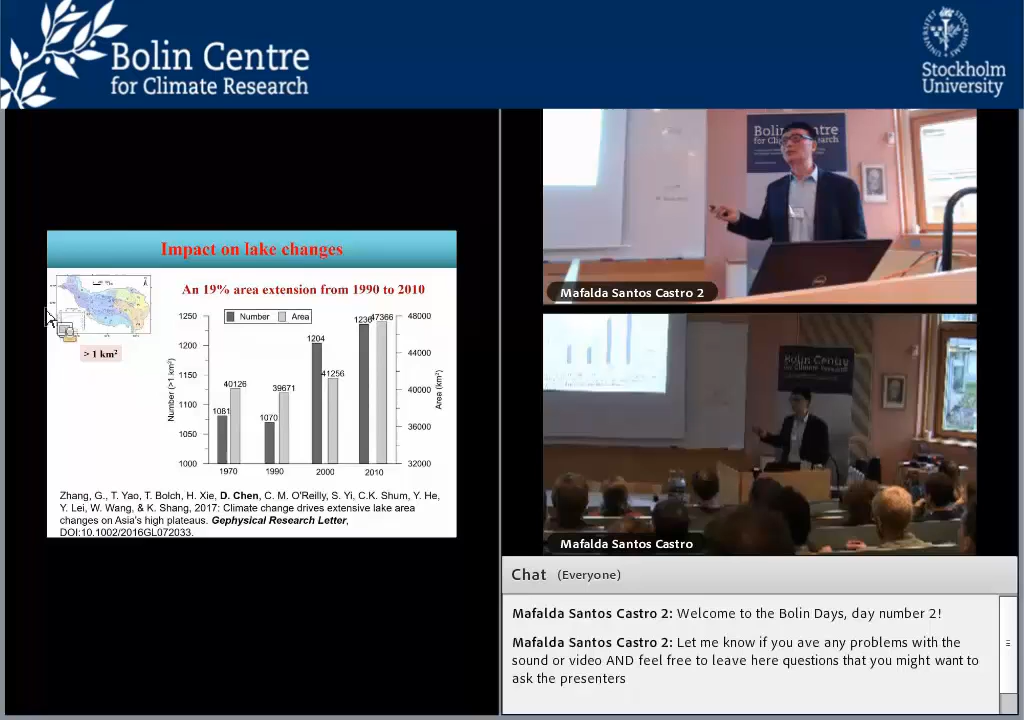 Bolin Centre
for Climate Research
Stockholm
University
Impact on lake changes
An 19% area extension from 1990 to 2010
> 1 km²
Number Area
1250
1200
1150
1100
1050
1000
Number (>1 km²)
48000
44000
40000
36000
32000
Area (km²)
1081
40126
1070
39671
1204
41256
1236
47366
1970
1990
2000
2010
Zhang, G., T. Yao, T. Bolch, H. Xie, D. Chen, C. M. O'Reilly, S. Yi, C.K. Shum, Y. He,
Y. Lei, W. Wang, & K. Shang, 2017: Climate change drives extensive lake area
changes on Asia's high plateaus. Gephysical Research Letter,
DOI:10.1002/2016GL072033.
Bolin Centre
for Climate Research
Mafalda Santos Castro 2
Bolin Centre
for Climate Research
Mafalda Santos Castro
Chat (Everyone)
Mafalda Santos Castro 2: Welcome to the Bolin Days, day number 2!
Mafalda Santos Castro 2: Let me know if you ave any problems with the
sound or video AND feel free to leave here questions that you might want to
ask the presenters